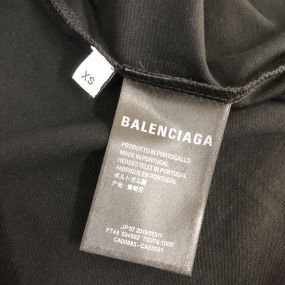 XS
BALENCIAGA
PRODOTTO IN PORTOGALLO
MADE IN PORTUGAL
HERGESTELLT IN PORTUGAL
FABRIQUÉ EN PORTUGAL
ポルトガル製
产地:葡萄牙